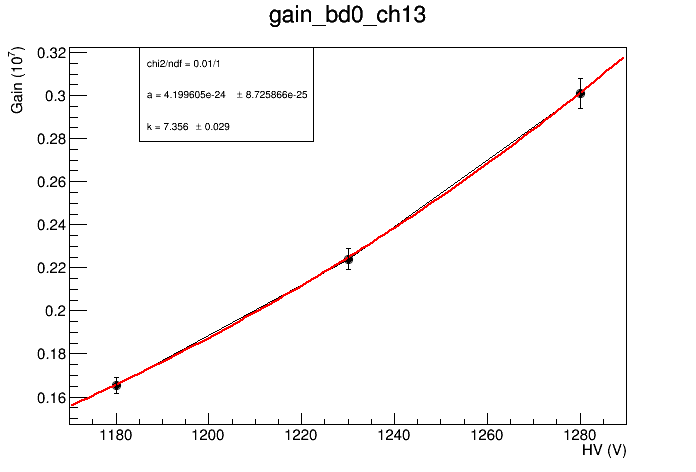 gain_bd0_ch13
Gain (10⁷)
chi2/ndf = 0.01/1
a = 4.199605e-24 ± 8.725866e-25
k = 7.356 ± 0.029
0.32
0.3
0.28
0.26
0.24
0.22
0.2
0.18
0.16
1180
1200
1220
1240
1260
1280
HV (V)